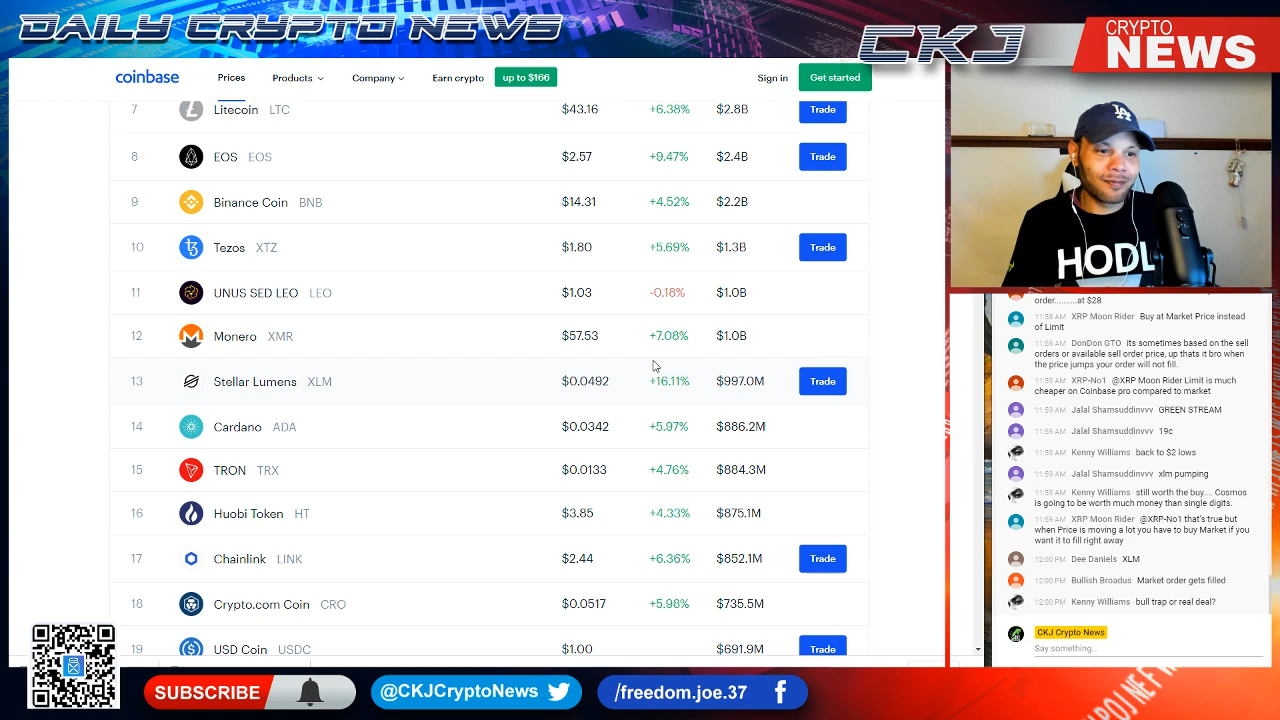 DAILY CRYPTO NEWS
CKJ
CRYPTO
NEWS
coinbase Prices Products Company Earn crypto up to $166 Sign in Get started
7 Litecoin LTC $43.16 +6.38% $2.8B Trade
8 EOS EOS $2.57 +9.47% $2.4B Trade
9 Binance Coin BNB $14.31 +4.52% $2.2B
10 Tezos XTZ $1.80 +5.69% $1.3B Trade
11 UNUS SED LEO LEO $1.03 -0.18% $1.0B
12 Monero XMR $57.53 +7.08% $1.0B
13 Stellar Lumens XLM $0.0492 +16.11% $997.0M Trade
14 Cardano ADA $0.0342 +5.97% $886.2M
15 TRON TRX $0.0133 +4.76% $884.3M
16 Huobi Token HT $3.85 +4.33% $875.1M
17 Chainlink LINK $2.44 +6.36% $852.1M Trade
18 Crypto.com Coin CRO $0.0517 +5.98% $735.5M
19 USD Coin USDC $1.00 $691.9M Trade
LA
HODL
order..........at $28
11:58 AM XRP Moon Rider Buy at Market Price instead
of Limit
11:58 AM DonDon GTO its sometimes based on the sell
orders or available sell order price, up thats it bro when
the price jumps your order will not fill.
11:59 AM XRP-No1 @XRP Moon Rider Limit is much
cheaper on Coinbase pro compared to market
11:59 AM Jalal Shamsuddinvvv GREEN STREAM
11:59 AM Jalal Shamsuddinvvv 19c
11:59 AM Kenny Williams back to $2 lows
11:59 AM Jalal Shamsuddinvvv xlm pumping
11:59 AM Kenny Williams still worth the buy.... Cosmos
is going to be worth much money than single digits.
11:59 AM XRP Moon Rider @XRP-No1 that's true but
when Price is moving a lot you have to buy Market if you
want it to fill right away
12:00 PM Dee Daniels XLM
12:00 PM Bullish Broadus Market order gets filled
12:00 PM Kenny Williams bull trap or real deal?
CKJ Crypto News
Say something...
SUBSCRIBE
@CKJCryptoNews
/freedom.joe.37